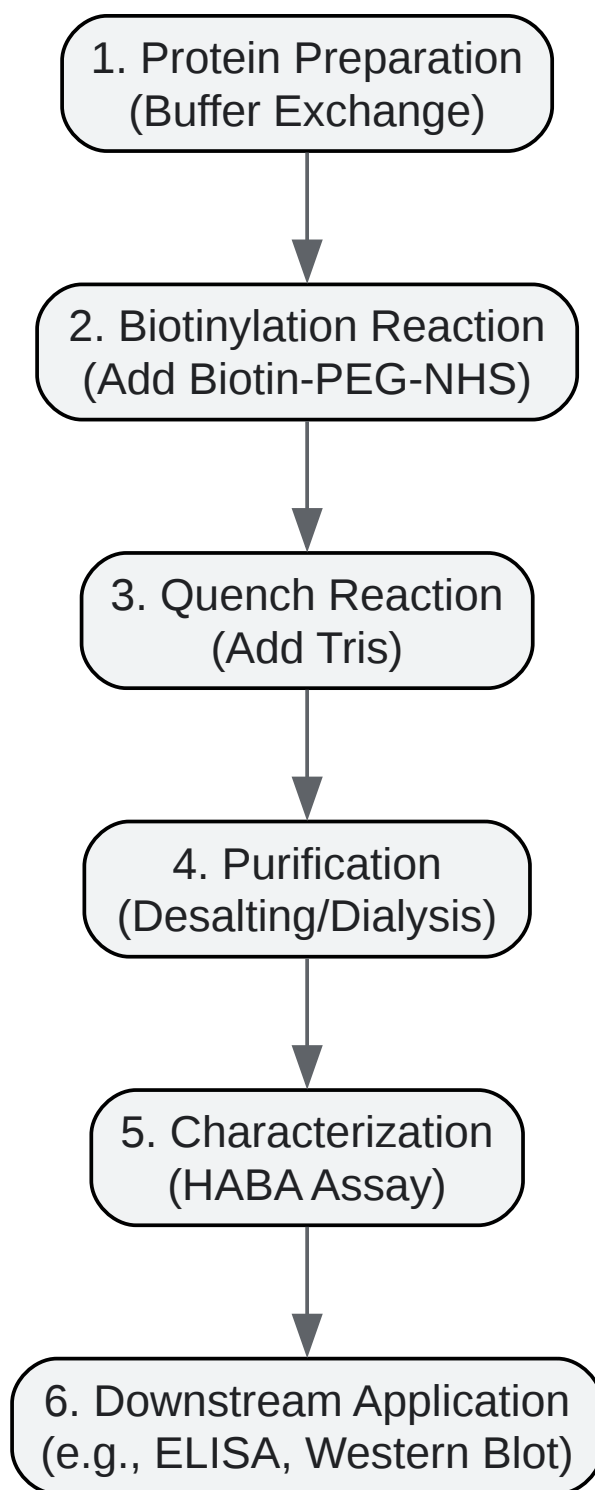 1. Protein Preparation
(Buffer Exchange)
2. Biotinylation Reaction
(Add Biotin-PEG-NHS)
3. Quench Reaction
(Add Tris)
4. Purification
(Desalting/Dialysis)
5. Characterization
(HABA Assay)
6. Downstream Application
(e.g., ELISA, Western Blot)